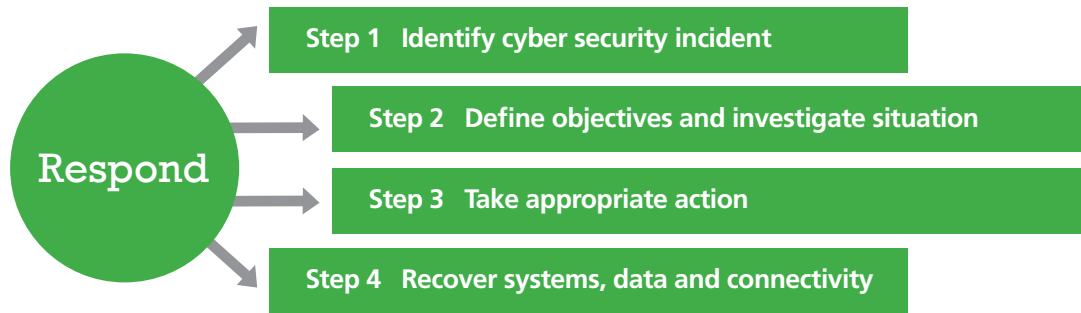 Respond
Step 1 Identify cyber security incident
Step 2 Define objectives and investigate situation
Step 3 Take appropriate action
Step 4 Recover systems, data and connectivity